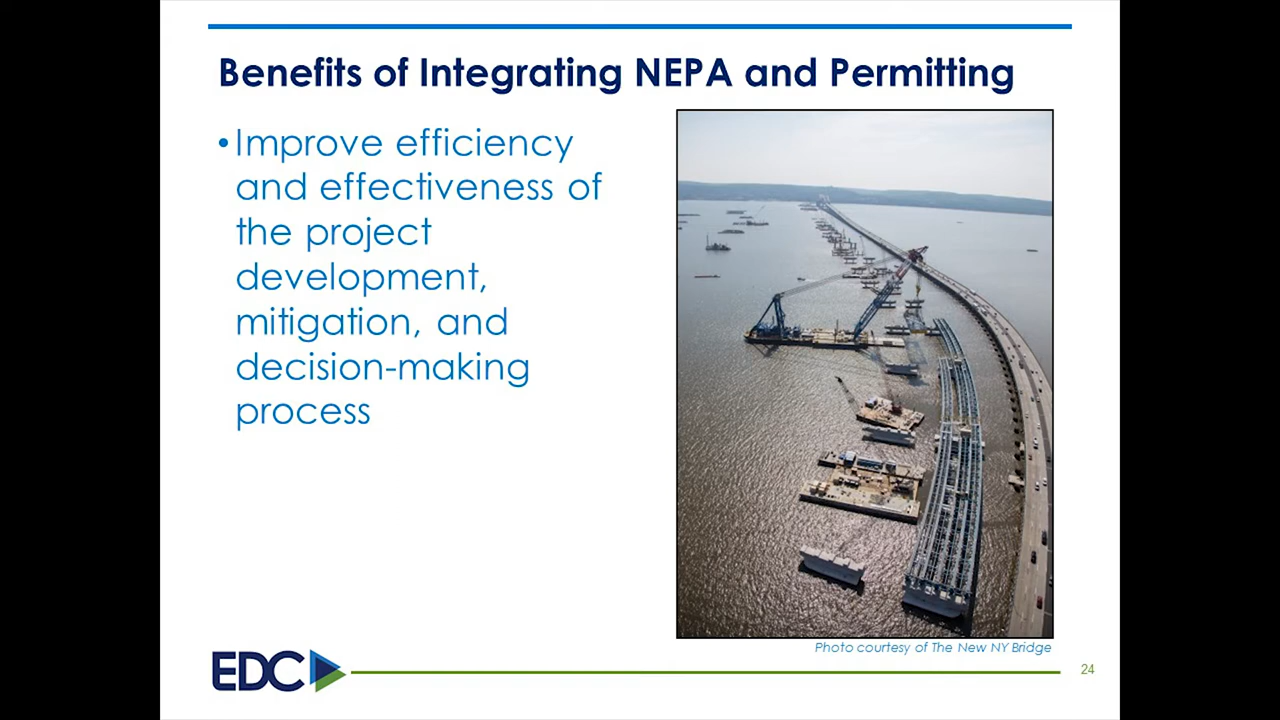 Benefits of Integrating NEPA and Permitting
• Improve efficiency
and effectiveness of
the project
development,
mitigation, and
decision-making
process
Photo courtesy of The New NY Bridge
EDC
24